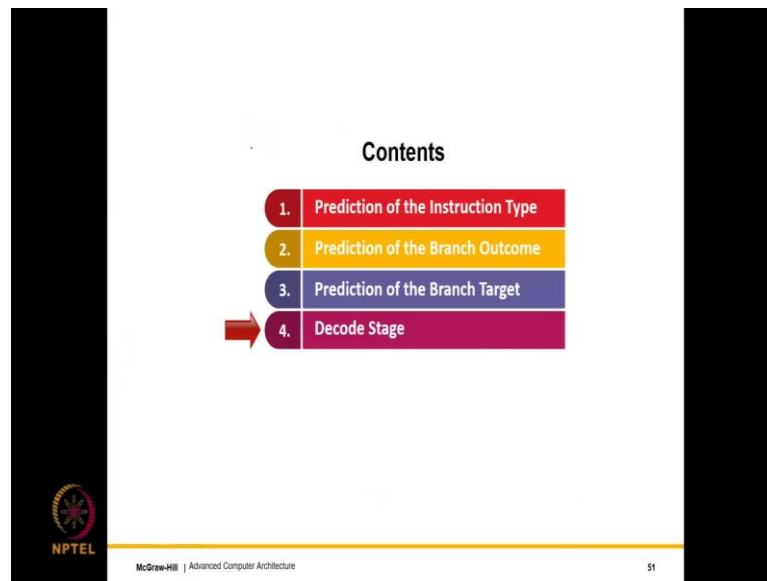 Contents
1. Prediction of the Instruction Type
2. Prediction of the Branch Outcome
3. Prediction of the Branch Target
4. Decode Stage
NPTEL
McGraw-Hill | Advanced Computer Architecture 51